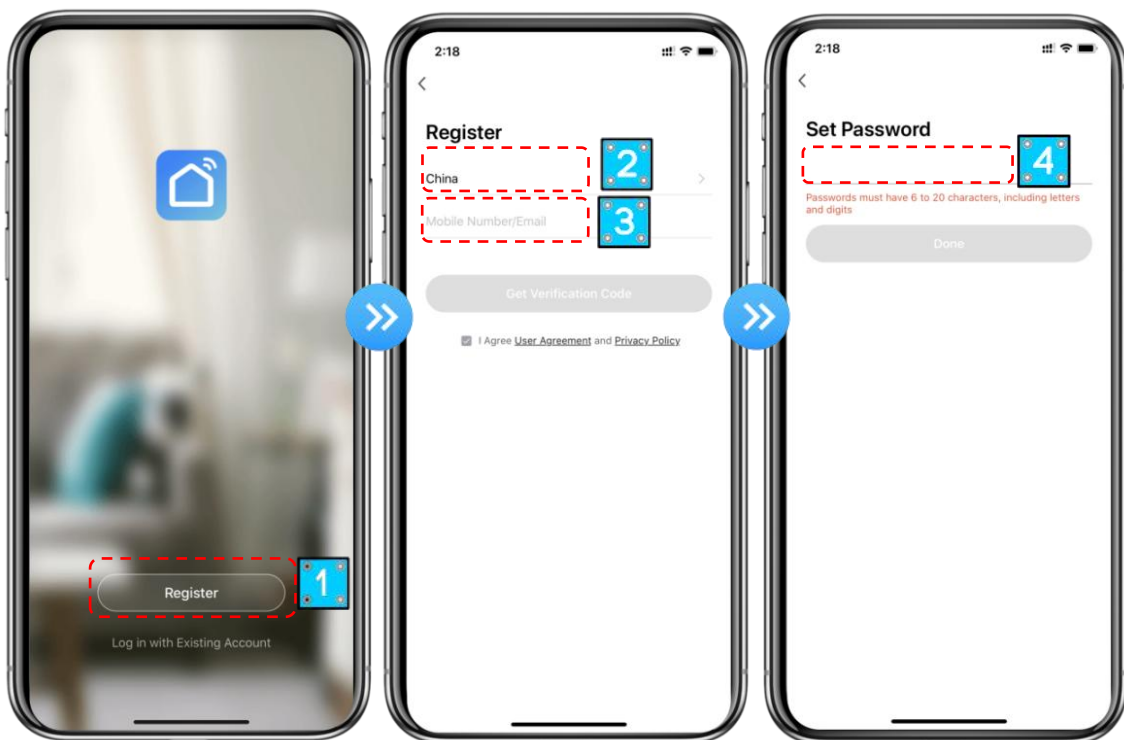 Register
1
Log in with Existing Account
2:18
Register
China
2
Mobile Number/Email
3
Get Verification Code
I Agree User Agreement and Privacy Policy
2:18
Set Password
4
Passwords must have 6 to 20 characters, including letters
and digits
Done